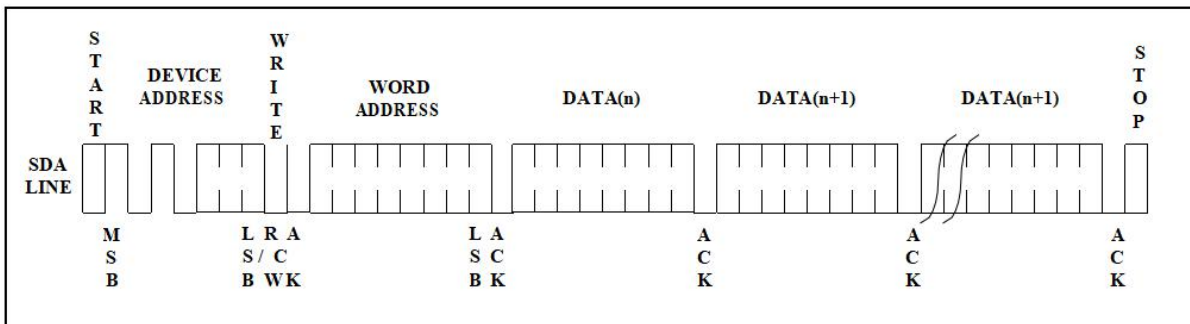 START
WRITE
STOP
DEVICE
ADDRESS
WORD
ADDRESS
DATA(n)
DATA(n+1)
DATA(n+1)
SDA
LINE
MSB
LSB
R/W
ACK
LSB
ACK
ACK
ACK
ACK